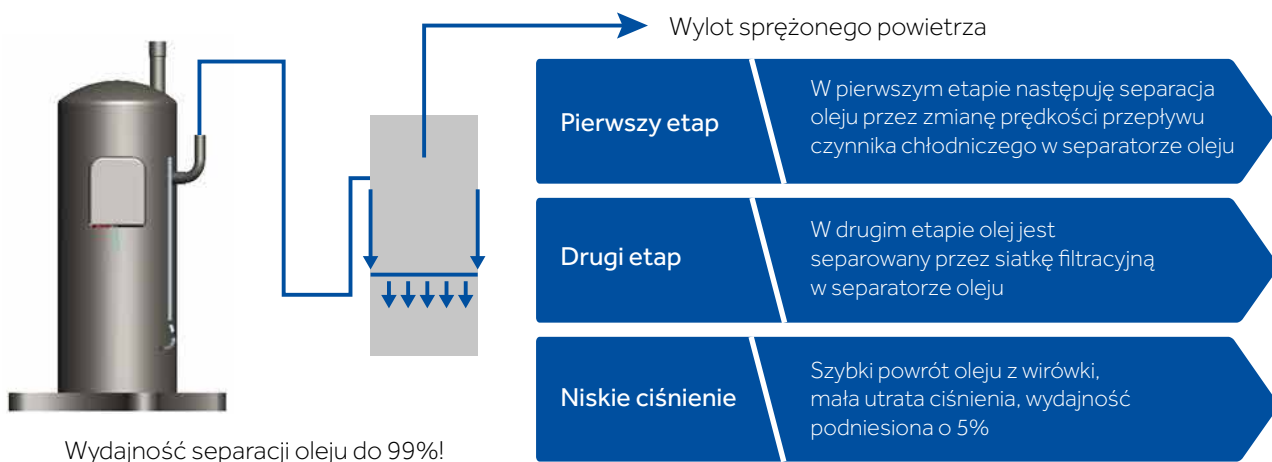 Wylot sprężonego powietrza
Pierwszy etap
W pierwszym etapie następuję separacja
oleju przez zmianę prędkości przepływu
czynnika chłodniczego w separatorze oleju
Drugi etap
W drugim etapie olej jest
separowany przez siatkę filtracyjną
w separatorze oleju
Niskie ciśnienie
Szybki powrót oleju z wirówki,
mała utrata ciśnienia, wydajność
podniesiona o 5%
Wydajność separacji oleju do 99%!